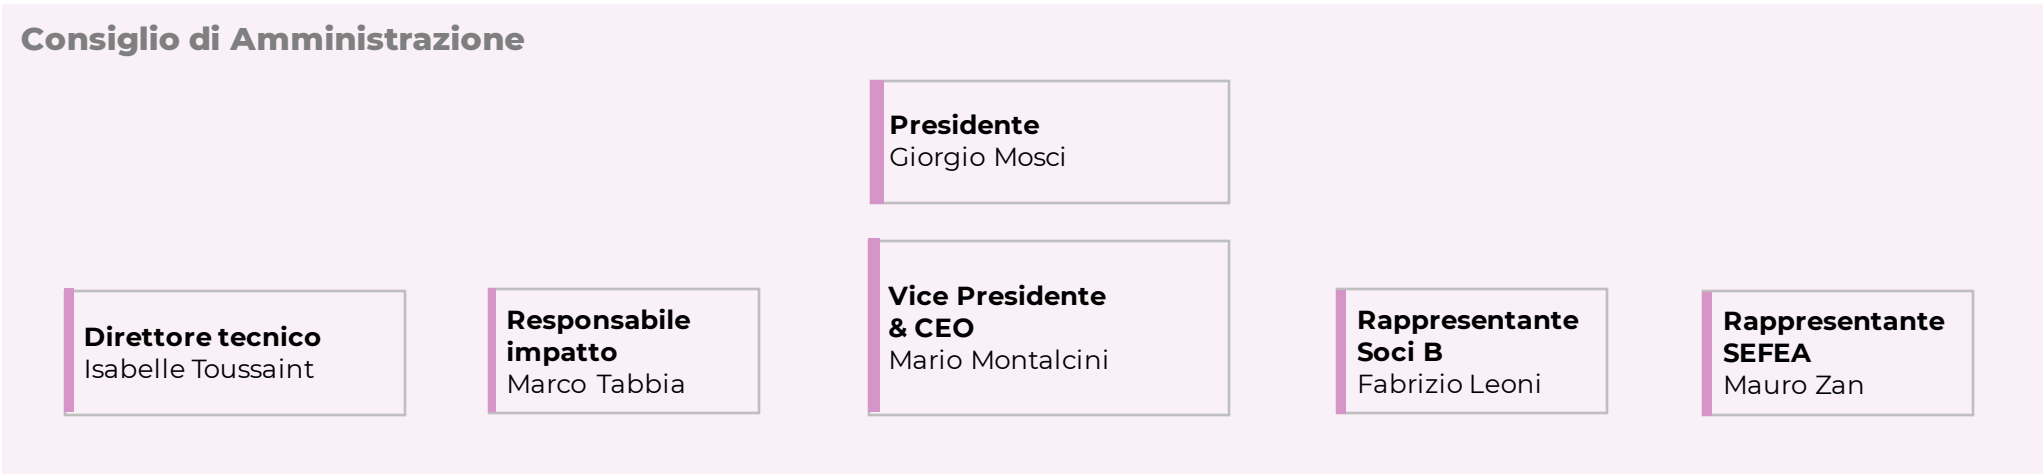 Consiglio di Amministrazione
Presidente
Giorgio Mosci
Direttore tecnico
Isabelle Toussaint
Responsabile
impatto
Marco Tabbia
Vice Presidente
& CEO
Mario Montalcini
Rappresentante
Soci B
Fabrizio Leoni
Rappresentante
SEFEA
Mauro Zan